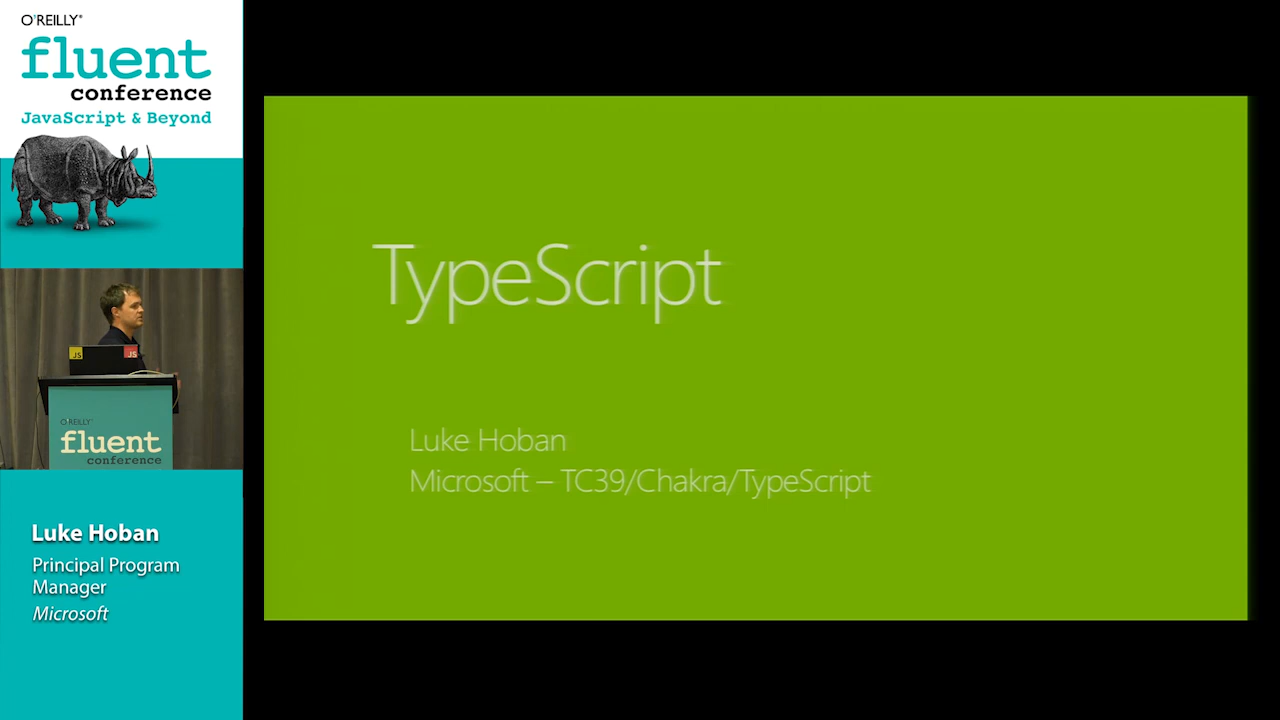 O'REILLY®
fluent
conference
JavaScript & Beyond
TypeScript
Luke Hoban
Microsoft – TC39/Chakra/TypeScript
JS
JS
O'REILLY®
fluent
conference
Luke Hoban
Principal Program
Manager
Microsoft